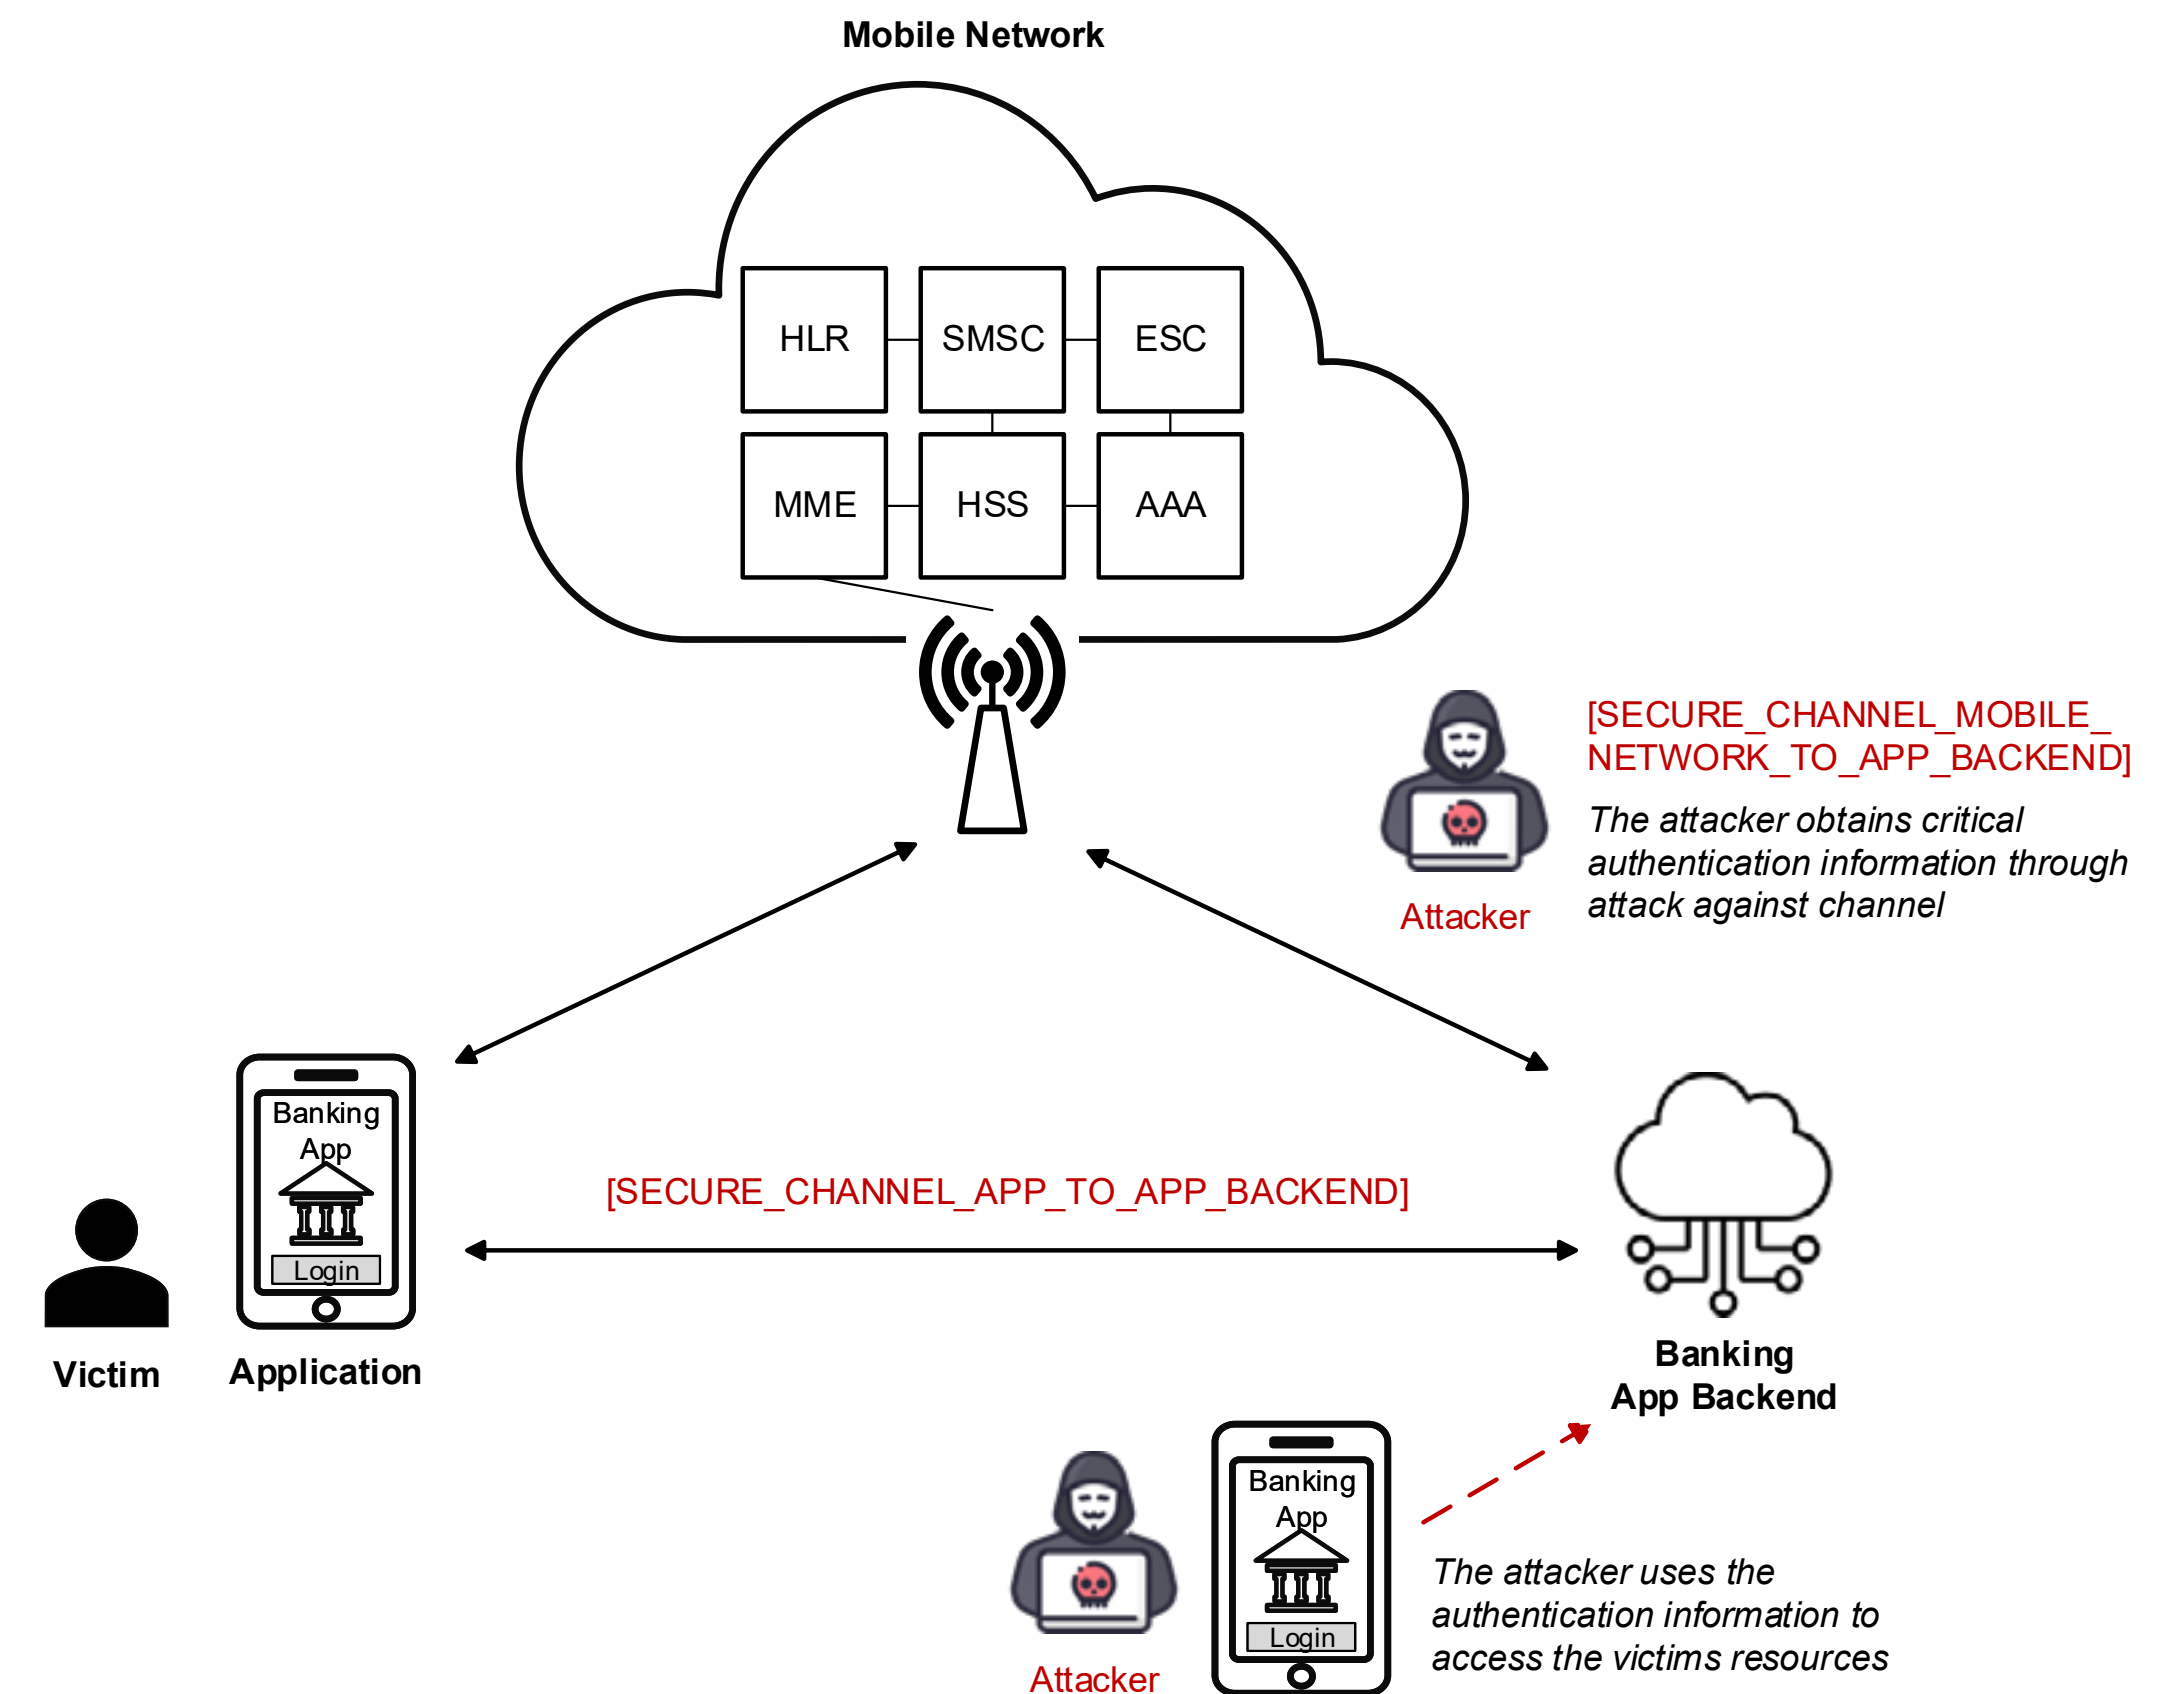 Mobile Network
HLR
SMSC
ESC
MME
HSS
AAA
[SECURE_CHANNEL_MOBILE_
NETWORK_TO_APP_BACKEND]
The attacker obtains critical
authentication information through
attack against channel
Attacker
Banking
App
Login
[SECURE_CHANNEL_APP_TO_APP_BACKEND]
Victim
Application
Banking
App Backend
Banking
App
Login
Attacker
The attacker uses the
authentication information to
access the victims resources